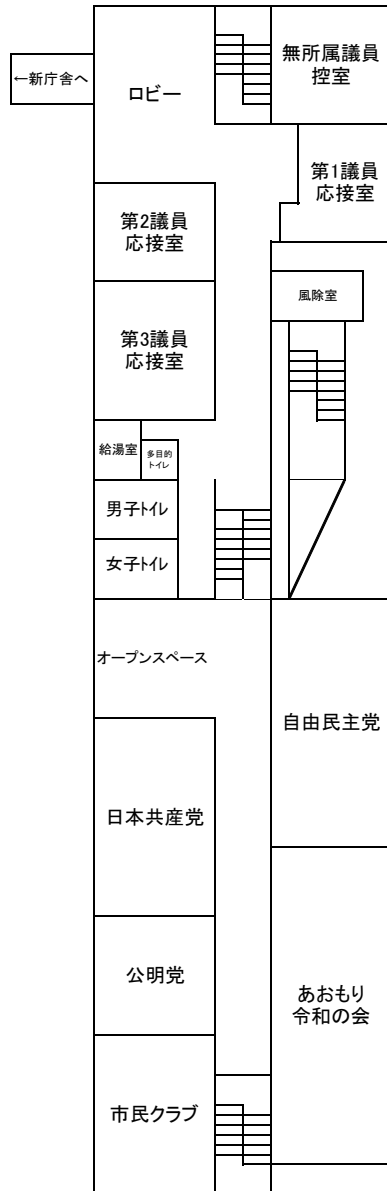 ←新庁舎へ
ロビー
無所属議員
控室
第1議員
応接室
第2議員
応接室
風除室
第3議員
応接室
給湯室
多目的
トイレ
男子トイレ
女子トイレ
オープンスペース
自由民主党
日本共産党
公明党
あおもり
令和の会
市民クラブ